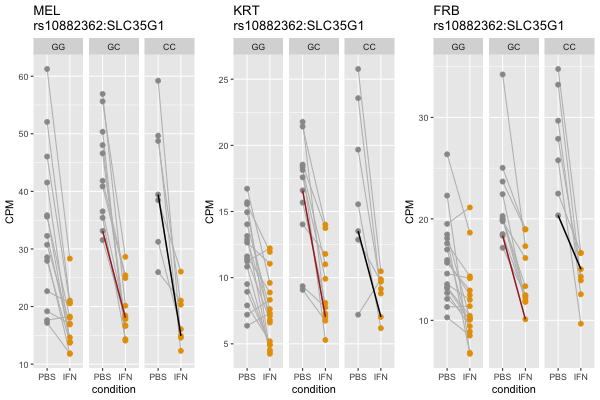 MEL
rs10882362:SLC35G1
GG GC CC
60
50
40
30
20
10
CPM
PBS IFN PBS IFN PBS IFN
condition
KRT
rs10882362:SLC35G1
GG GC CC
25
20
15
10
5
CPM
PBS IFN PBS IFN PBS IFN
condition
FRB
rs10882362:SLC35G1
GG GC CC
30
20
10
CPM
PBS IFN PBS IFN PBS IFN
condition